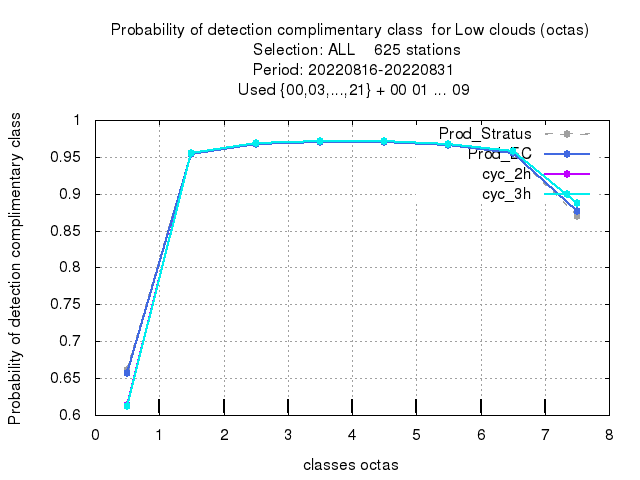 Probability of detection complimentary class  for Low clouds (octas)
Selection: ALL    625 stations
Period: 20220816-20220831
Used {00,03,...,21} + 00 01 ... 09
Probability of detection complimentary class
1
0.95
0.9
0.85
0.8
0.75
0.7
0.65
0.6
Prod_Stratus
Prod_EC
cyc_2h
cyc_3h
0 1 2 3 4 5 6 7 8
classes octas